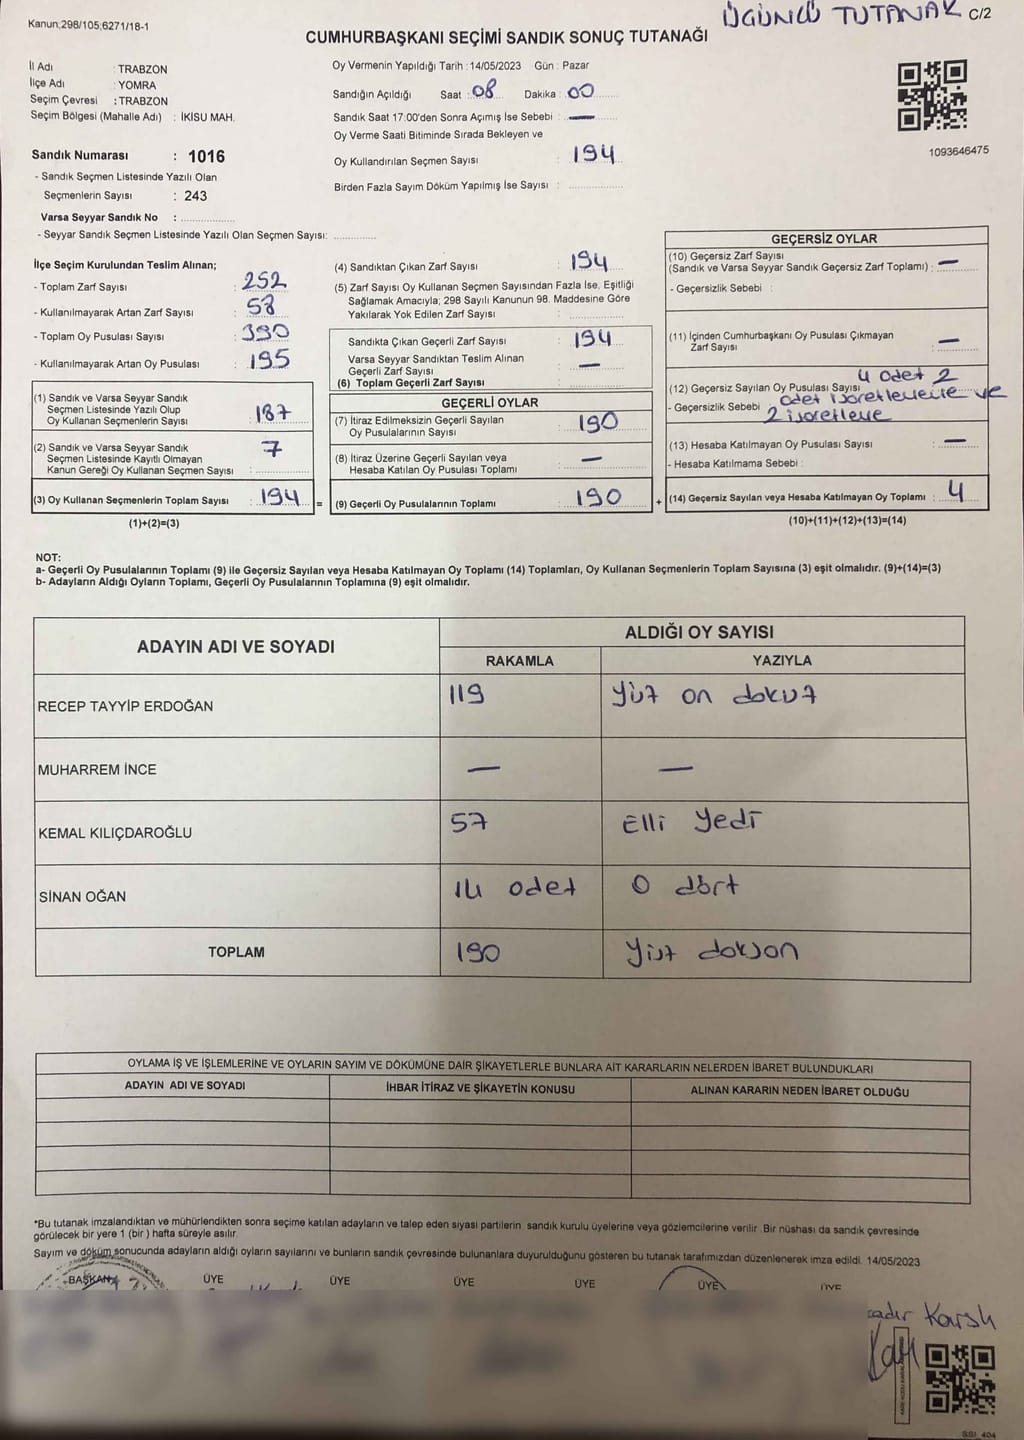 Kanun;298/105;6271/18-1
ÜÇÜNCÜ TUTANAK C/2
CUMHURBAŞKANI SEÇİMİ SANDIK SONUÇ TUTANAĞI
İl Adı : TRABZON
İlçe Adı : YOMRA
Seçim Çevresi : TRABZON
Seçim Bölgesi (Mahalle Adı) : İKİSU MAH.
Sandık Numarası : 1016
- Sandık Seçmen Listesinde Yazılı Olan
Seçmenlerin Sayısı : 243
Varsa Seyyar Sandık No :
- Seyyar Sandık Seçmen Listesinde Yazılı Olan Seçmen Sayısı:
Oy Vermenin Yapıldığı Tarih : 14/05/2023 Gün : Pazar
Sandığın Açıldığı Saat : 08 Dakika : 00
Sandık Saat 17:00'den Sonra Açımış İse Sebebi : —
Oy Verme Saati Bitiminde Sırada Bekleyen ve
Oy Kullandırılan Seçmen Sayısı : 194
Birden Fazla Sayım Döküm Yapılmış İse Sayısı :
1093646475
İlçe Seçim Kurulundan Teslim Alınan;
- Toplam Zarf Sayısı : 252
- Kullanılmayarak Artan Zarf Sayısı : 58
- Toplam Oy Pusulası Sayısı : 390
- Kullanılmayarak Artan Oy Pusulası : 195
(1) Sandık ve Varsa Seyyar Sandık
Seçmen Listesinde Yazılı Olup
Oy Kullanan Seçmenlerin Sayısı : 187
(2) Sandık ve Varsa Seyyar Sandık 7
Seçmen Listesinde Kayıtlı Olmayan
Kanun Gereği Oy Kullanan Seçmen Sayısı :
(3) Oy Kullanan Seçmenlerin Toplam Sayısı : 194 =
(1)+(2)=(3)
(4) Sandıktan Çıkan Zarf Sayısı : 194
(5) Zarf Sayısı Oy Kullanan Seçmen Sayısından Fazla İse, Eşitliği
Sağlamak Amacıyla; 298 Sayılı Kanunun 98. Maddesine Göre
Yakılarak Yok Edilen Zarf Sayısı :
Sandıkta Çıkan Geçerli Zarf Sayısı : 194
Varsa Seyyar Sandıktan Teslim Alınan
Geçerli Zarf Sayısı : —
(6) Toplam Geçerli Zarf Sayısı :
GEÇERLİ OYLAR
(7) İtiraz Edilmeksizin Geçerli Sayılan
Oy Pusulalarının Sayısı : 190
(8) İtiraz Üzerine Geçerli Sayılan veya
Hesaba Katılan Oy Pusulası Toplamı : —
(9) Geçerli Oy Pusulalarının Toplamı : 190 +
GEÇERSİZ OYLAR
(10) Geçersiz Zarf Sayısı
(Sandık ve Varsa Seyyar Sandık Geçersiz Zarf Toplamı) : —
- Geçersizlik Sebebi :
(11) İçinden Cumhurbaşkanı Oy Pusulası Çıkmayan
Zarf Sayısı : —
(12) Geçersiz Sayılan Oy Pusulası Sayısı 4 adet 2
- Geçersizlik Sebebi adet ve
2
(13) Hesaba Katılmayan Oy Pusulası Sayısı : —
- Hesaba Katılmama Sebebi :
(14) Geçersiz Sayılan veya Hesaba Katılmayan Oy Toplamı : 4
(10)+(11)+(12)+(13)=(14)
NOT:
a- Geçerli Oy Pusulalarının Toplamı (9) ile Geçersiz Sayılan veya Hesaba Katılmayan Oy Toplamı (14) Toplamları, Oy Kullanan Seçmenlerin Toplam Sayısına (3) eşit olmalıdır. (9)+(14)=(3)
b- Adayların Aldığı Oyların Toplamı, Geçerli Oy Pusulalarının Toplamına (9) eşit olmalıdır.
ADAYIN ADI VE SOYADI
ALDIĞI OY SAYISI
RAKAMLA YAZIYLA
RECEP TAYYİP ERDOĞAN 119 Yüz on dokuz
MUHARREM İNCE — —
KEMAL KILIÇDAROĞLU 57 Elli Yedi
SİNAN OĞAN 14 adet O dört
TOPLAM 190 Yüz doksan
OYLAMA İŞ VE İŞLEMLERİNE VE OYLARIN SAYIM VE DÖKÜMÜNE DAİR ŞİKAYETLERLE BUNLARA AİT KARARLARIN NELERDEN İBARET BULUNDUKLARI
ADAYIN ADI VE SOYADI İHBAR İTİRAZ VE ŞİKAYETİN KONUSU ALINAN KARARIN NEDEN İBARET OLDUĞU
*Bu tutanak imzalandıktan ve mühürlendikten sonra seçime katılan adayların ve talep eden siyasi partilerin sandık kurulu üyelerine veya gözlemcilerine verilir. Bir nüshası da sandık çevresinde
görülecek bir yere 1 (bir) hafta süreyle asılır.
Sayım ve döküm sonucunda adayların aldığı oyların sayılarını ve bunların sandık çevresinde bulunanlara duyurulduğunu gösteren bu tutanak tarafımızdan düzenlenerek imza edildi. 14/05/2023
BAŞKAN ÜYE ÜYE ÜYE ÜYE ÜYE ÜYE
Karslı
SSI 404